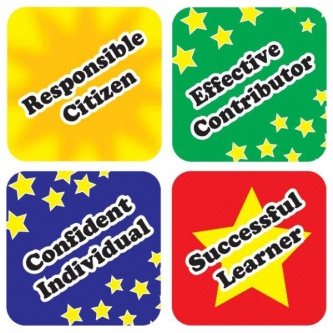 Responsible
Citizen
Effective
Contributor
Confident
Individual
Successful
Learner